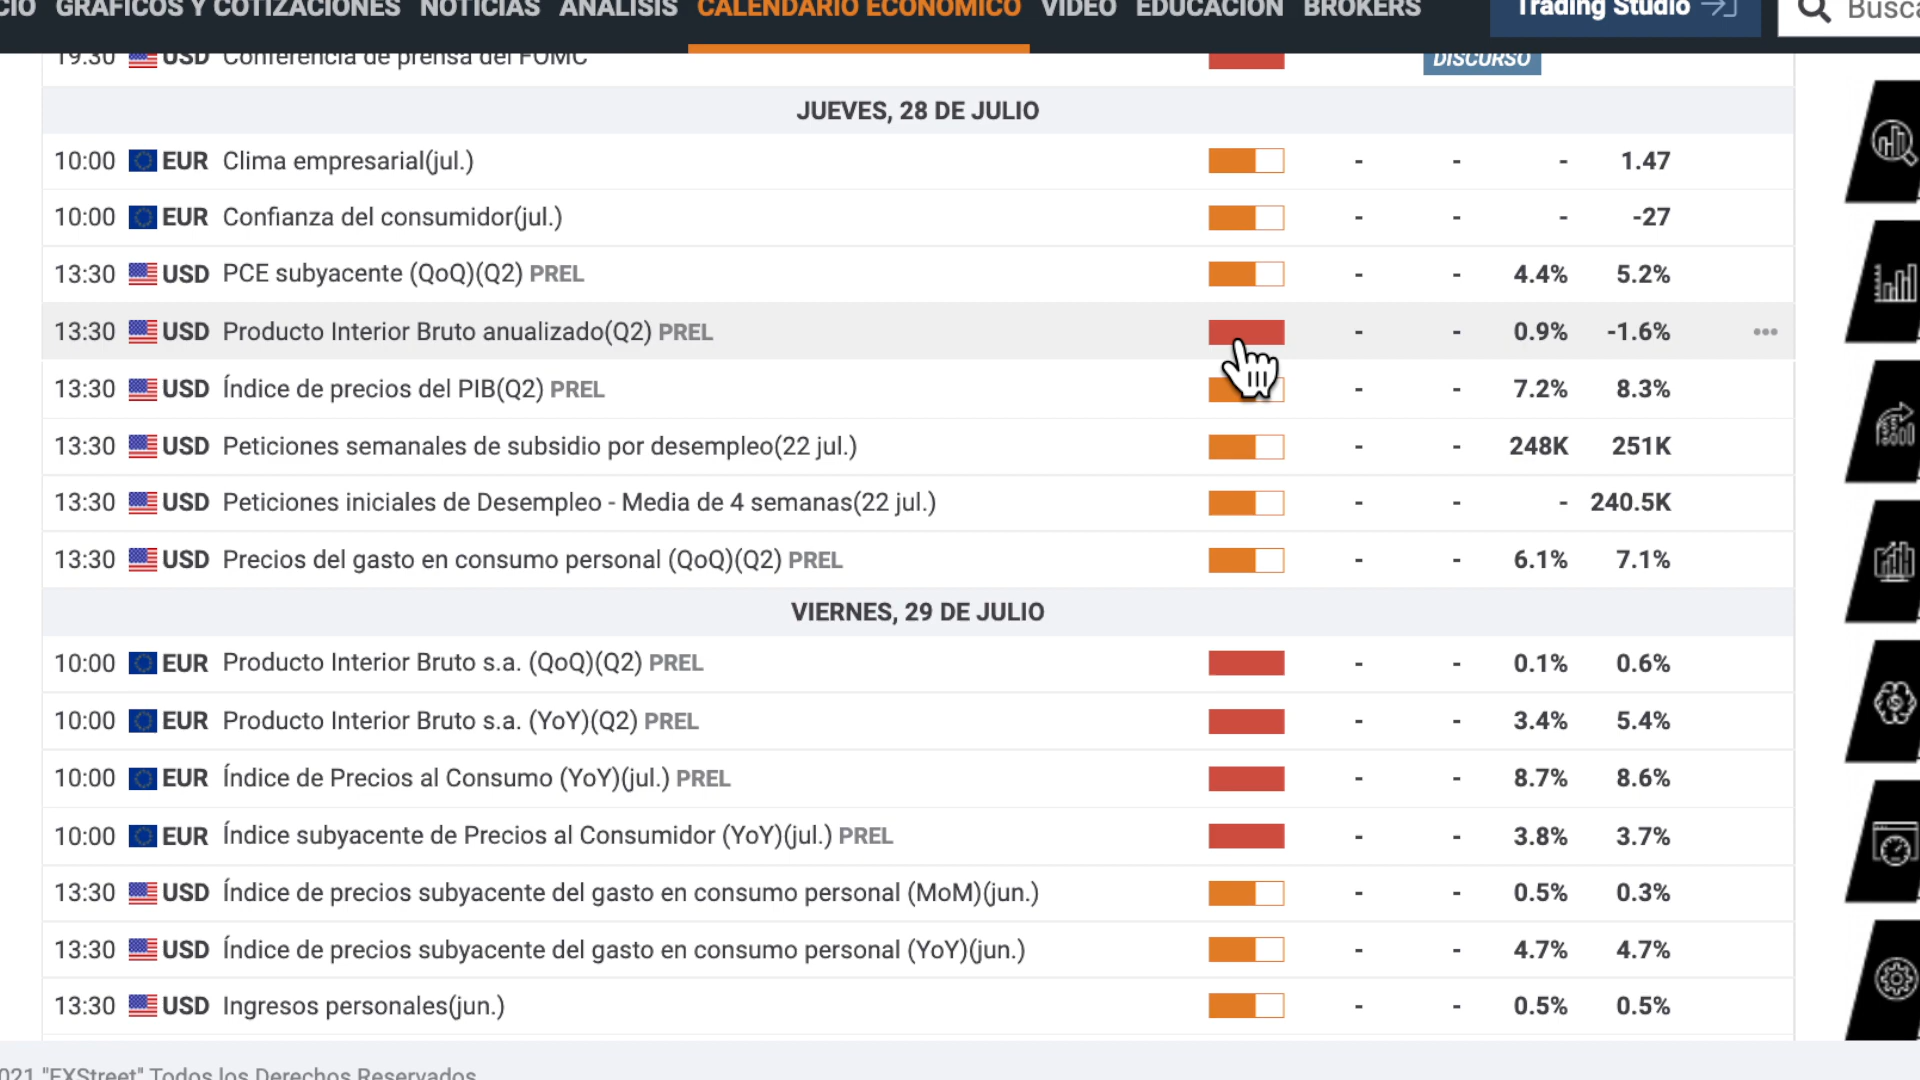 CIO GRÁFICOS Y COTIZACIONES NOTICIAS ANÁLISIS CALENDARIO ECONÓMICO VÍDEO EDUCACIÓN BROKERS Trading Studio Busca
19:30 USD Conferencia de prensa del FOMC DISCURSO
JUEVES, 28 DE JULIO
10:00 EUR Clima empresarial(jul.) - - - 1.47
10:00 EUR Confianza del consumidor(jul.) - - - -27
13:30 USD PCE subyacente (QoQ)(Q2) PREL - - 4.4% 5.2%
13:30 USD Producto Interior Bruto anualizado(Q2) PREL - - 0.9% -1.6% •••
13:30 USD Índice de precios del PIB(Q2) PREL - - 7.2% 8.3%
13:30 USD Peticiones semanales de subsidio por desempleo(22 jul.) - - 248K 251K
13:30 USD Peticiones iniciales de Desempleo - Media de 4 semanas(22 jul.) - - - 240.5K
13:30 USD Precios del gasto en consumo personal (QoQ)(Q2) PREL - - 6.1% 7.1%
VIERNES, 29 DE JULIO
10:00 EUR Producto Interior Bruto s.a. (QoQ)(Q2) PREL - - 0.1% 0.6%
10:00 EUR Producto Interior Bruto s.a. (YoY)(Q2) PREL - - 3.4% 5.4%
10:00 EUR Índice de Precios al Consumo (YoY)(jul.) PREL - - 8.7% 8.6%
10:00 EUR Índice subyacente de Precios al Consumidor (YoY)(jul.) PREL - - 3.8% 3.7%
13:30 USD Índice de precios subyacente del gasto en consumo personal (MoM)(jun.) - - 0.5% 0.3%
13:30 USD Índice de precios subyacente del gasto en consumo personal (YoY)(jun.) - - 4.7% 4.7%
13:30 USD Ingresos personales(jun.) - - 0.5% 0.5%
021 "FXStreet" Todos los Derechos Reservados